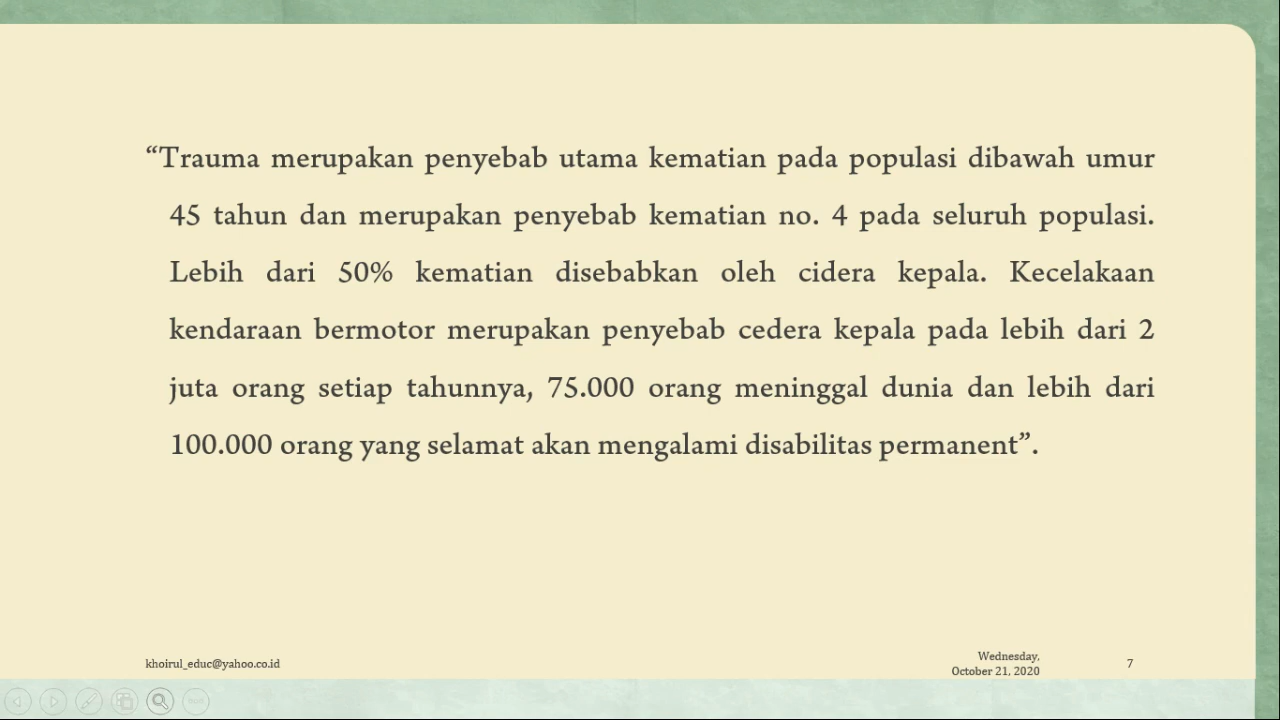 “Trauma merupakan penyebab utama kematian pada populasi dibawah umur
45 tahun dan merupakan penyebab kematian no. 4 pada seluruh populasi.
Lebih dari 50% kematian disebabkan oleh cidera kepala. Kecelakaan
kendaraan bermotor merupakan penyebab cedera kepala pada lebih dari 2
juta orang setiap tahunnya, 75.000 orang meninggal dunia dan lebih dari
100.000 orang yang selamat akan mengalami disabilitas permanent”.
khoirul_educ@yahoo.co.id
Wednesday,
October 21, 2020
7